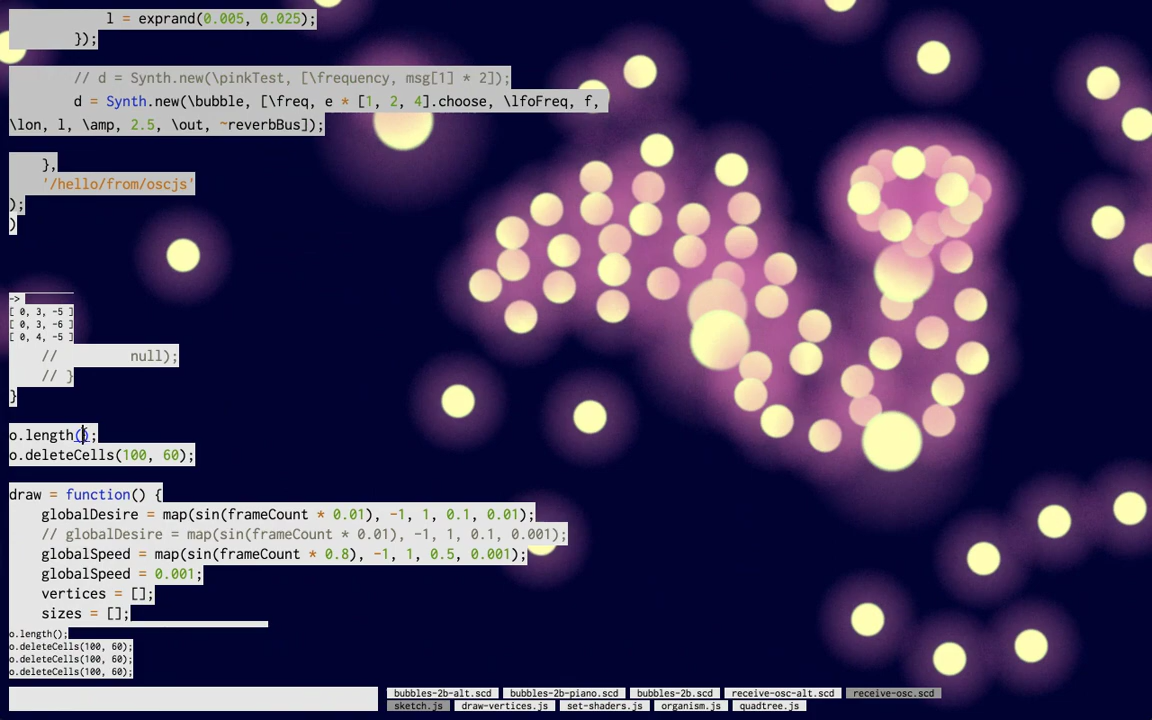 l = exprand(0.005, 0.025);
});
// d = Synth.new(\pinkTest, [\frequency, msg[1] * 2]);
d = Synth.new(\bubble, [\freq, e * [1, 2, 4].choose, \lfoFreq, f,
\lon, l, \amp, 2.5, \out, ~reverbBus]);
},
'/hello/from/oscjs'
);
)
->
[ 0, 3, -5 ]
[ 0, 3, -6 ]
[ 0, 4, -5 ]
// null);
// }
}
o.length();
o.deleteCells(100, 60);
draw = function() {
globalDesire = map(sin(frameCount * 0.01), -1, 1, 0.1, 0.01);
// globalDesire = map(sin(frameCount * 0.01), -1, 1, 0.1, 0.001);
globalSpeed = map(sin(frameCount * 0.8), -1, 1, 0.5, 0.001);
globalSpeed = 0.001;
vertices = [];
sizes = [];
o.length();
o.deleteCells(100, 60);
o.deleteCells(100, 60);
o.deleteCells(100, 60);
bubbles-2b-alt.scd bubbles-2b-piano.scd bubbles-2b.scd receive-osc-alt.scd receive-osc.scd
sketch.js draw-vertices.js set-shaders.js organism.js quadtree.js